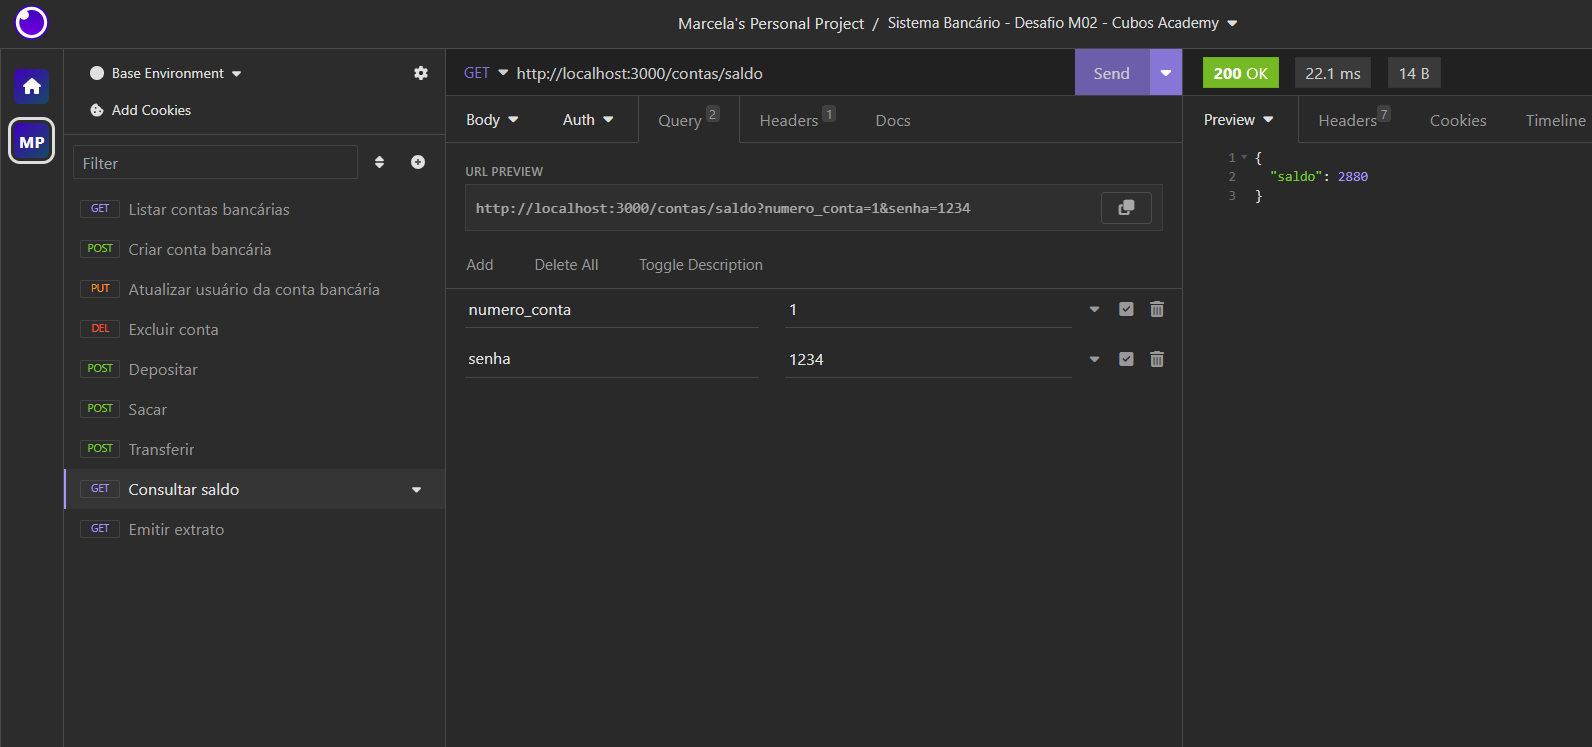 Marcela's Personal Project / Sistema Bancário - Desafio M02 - Cubos Academy
MP
Base Environment
Add Cookies
Filter
GET Listar contas bancárias
POST Criar conta bancária
PUT Atualizar usuário da conta bancária
DEL Excluir conta
POST Depositar
POST Sacar
POST Transferir
GET Consultar saldo
GET Emitir extrato
GET http://localhost:3000/contas/saldo Send
Body Auth Query 2 Headers 1 Docs
URL PREVIEW
http://localhost:3000/contas/saldo?numero_conta=1&senha=1234
Add Delete All Toggle Description
numero_conta 1
senha 1234
200 OK 22.1 ms 14 B
Preview Headers 7 Cookies Timeline
1 {
2 "saldo": 2880
3 }